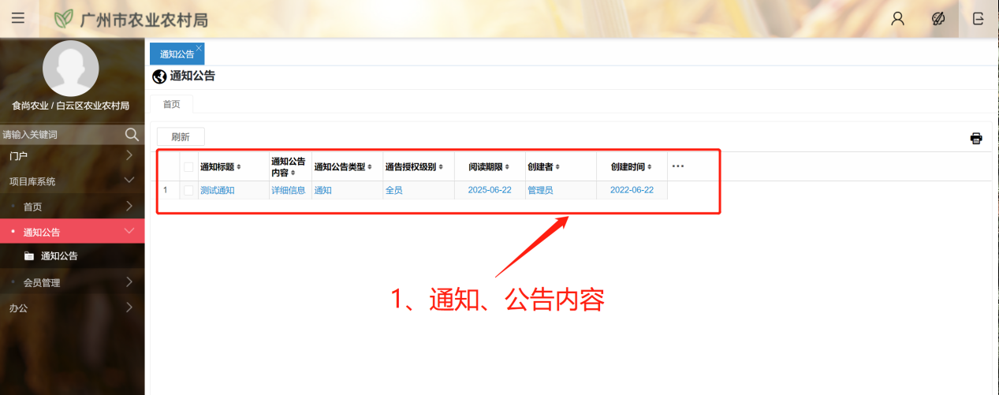 广州市农业农村局
食尚农业 / 白云区农业农村局
请输入关键词
门户
项目库系统
首页
通知公告
通知公告
会员管理
办公
通知公告
通知公告
首页
刷新
通知标题 通知公告内容 通知公告类型 通告授权级别 阅读期限 创建者 创建时间 ...
1 测试通知 详细信息 通知 全员 2025-06-22 管理员 2022-06-22
1、通知、公告内容